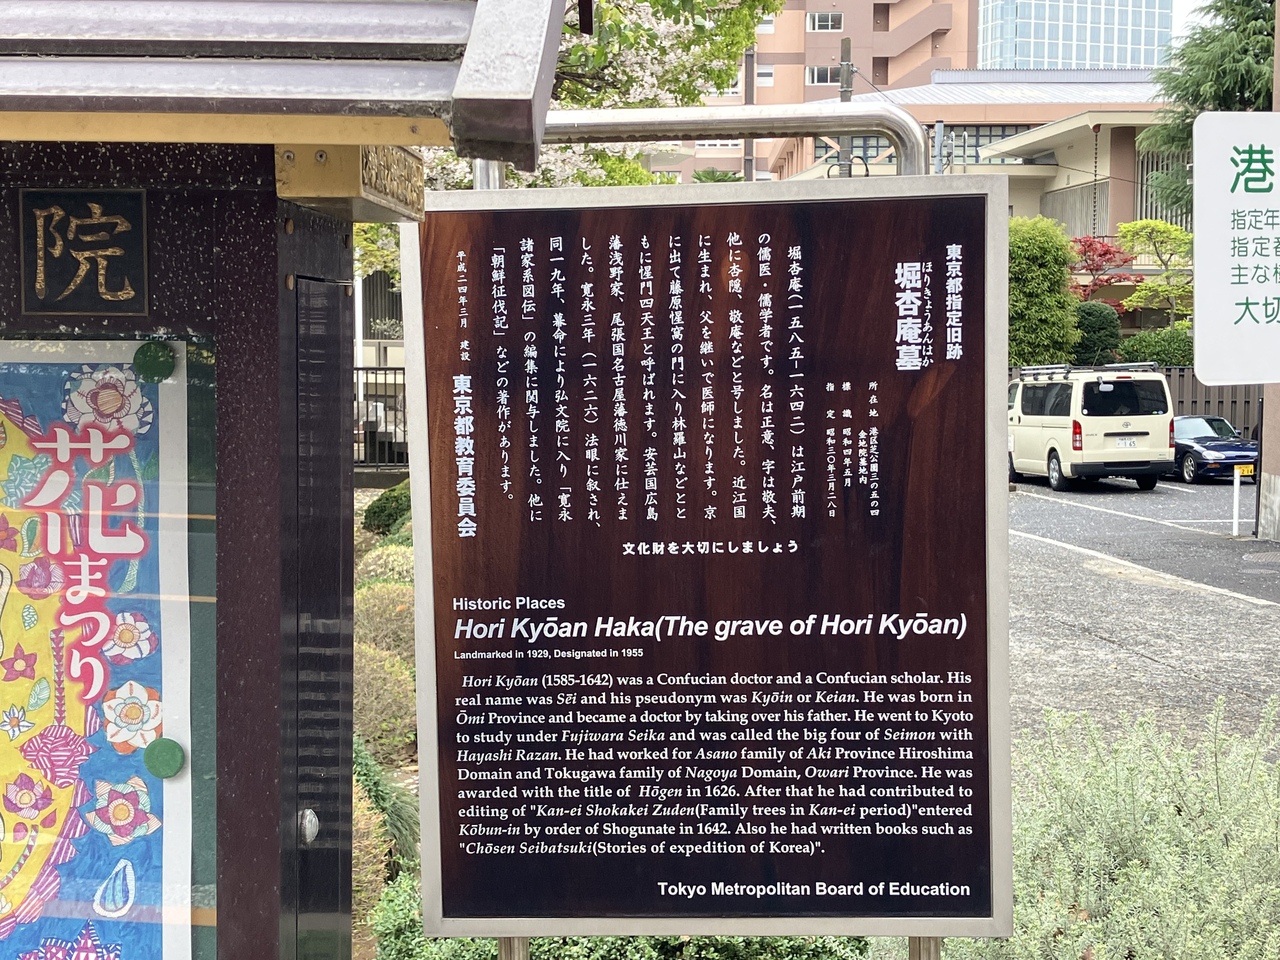 院
花まつり
東京都指定旧跡
ほりきょうあんはか
堀杏庵墓
所在地 港区芝公園三の五の四
金地院墓地内
標識 昭和四年五月
指定 昭和三〇年三月二八日
堀杏庵(一五八五－一六四二)は江戸前期
の儒医・儒学者です。名は正意、字は敬夫、
他に杏隠、敬庵などと号しました。近江国
に生まれ、父を継いで医師になります。京
に出て藤原惺窩の門に入り林羅山などとと
もに惺門四天王と呼ばれます。安芸国広島
藩浅野家、尾張国名古屋藩徳川家に仕えま
した。寛永三年(一六二六)法眼に叙され、
同一九年、幕命により弘文院に入り「寛永
諸家系図伝」の編集に関与しました。他に
「朝鮮征伐記」などの著作があります。
平成二四年三月 建設
東京都教育委員会
文化財を大切にしましょう
Historic Places
Hori Kyōan Haka(The grave of Hori Kyōan)
Landmarked in 1929, Designated in 1955
Hori Kyōan (1585-1642) was a Confucian doctor and a Confucian scholar. His
real name was Sēi and his pseudonym was Kyōin or Keian. He was born in
Ōmi Province and became a doctor by taking over his father. He went to Kyoto
to study under Fujiwara Seika and was called the big four of Seimon with
Hayashi Razan. He had worked for Asano family of Aki Province Hiroshima
Domain and Tokugawa family of Nagoya Domain, Owari Province. He was
awarded with the title of Hōgen in 1626. After that he had contributed to
editing of "Kan-ei Shokakei Zuden(Family trees in Kan-ei period)"entered
Kōbun-in by order of Shogunate in 1642. Also he had written books such as
"Chōsen Seibatsuki(Stories of expedition of Korea)".
Tokyo Metropolitan Board of Education
港
指定年
指定番
主な樹
大切